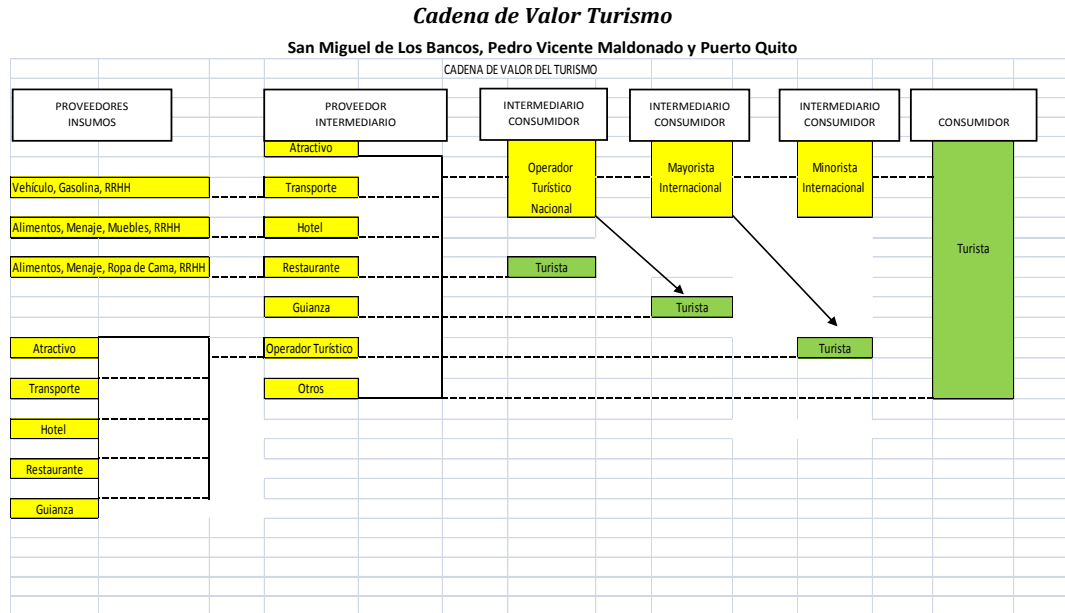 Cadena de Valor Turismo
San Miguel de Los Bancos, Pedro Vicente Maldonado y Puerto Quito
CADENA DE VALOR DEL TURISMO
PROVEEDORES
INSUMOS
PROVEEDOR
INTERMEDIARIO
INTERMEDIARIO
CONSUMIDOR
INTERMEDIARIO
CONSUMIDOR
INTERMEDIARIO
CONSUMIDOR
CONSUMIDOR
Atractivo
Operador
Turístico
Nacional
Mayorista
Internacional
Minorista
Internacional
Vehículo, Gasolina, RRHH
Transporte
Alimentos, Menaje, Muebles, RRHH
Hotel
Turista
Alimentos, Menaje, Ropa de Cama, RRHH
Restaurante
Turista
Guianza
Turista
Atractivo
Operador Turístico
Turista
Transporte
Otros
Hotel
Restaurante
Guianza